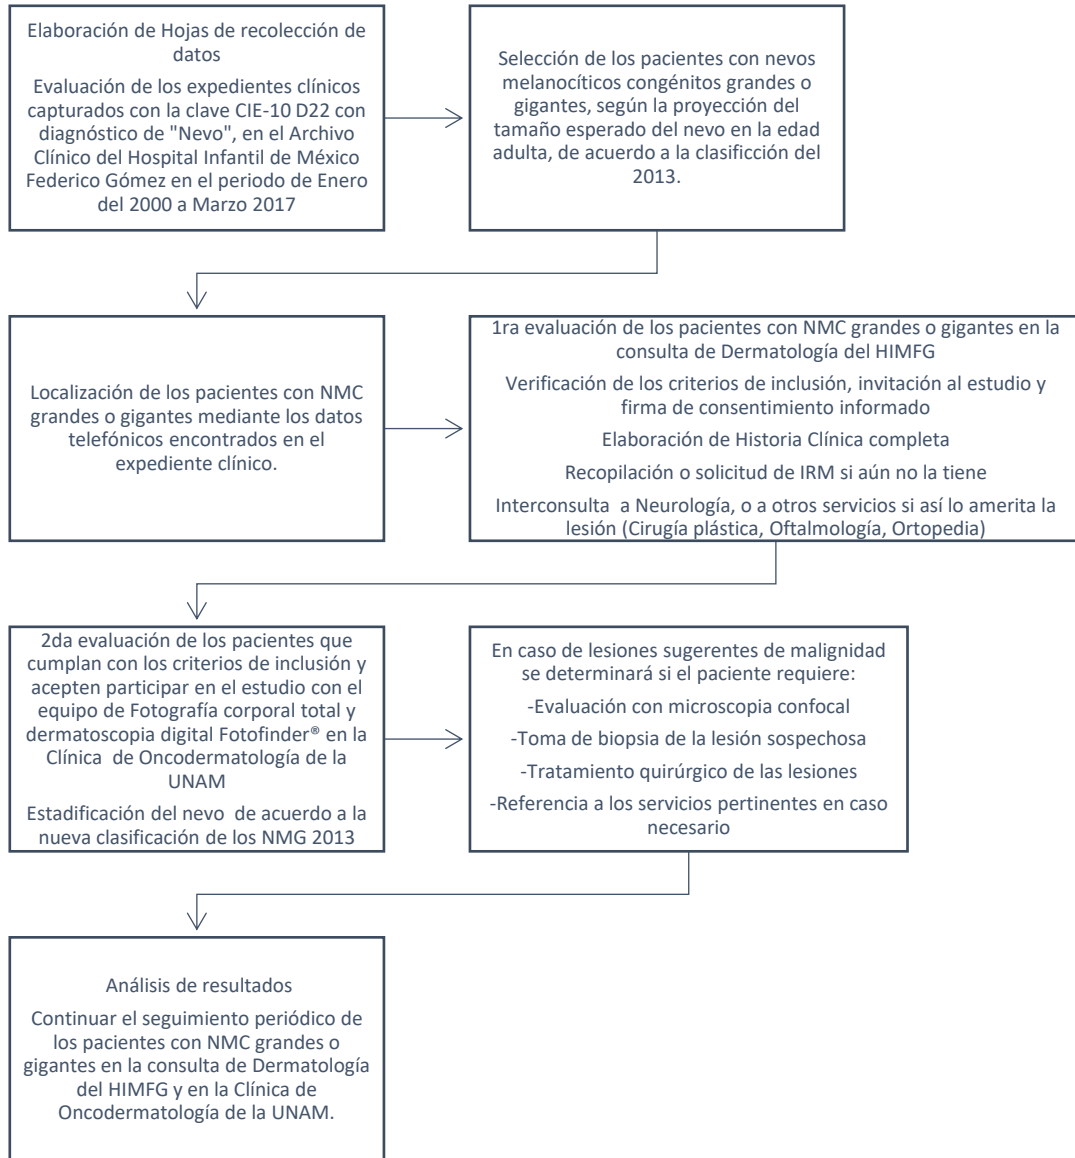 Elaboración de Hojas de recolección de
datos
Evaluación de los expedientes clínicos
capturados con la clave CIE-10 D22 con
diagnóstico de "Nevo", en el Archivo
Clínico del Hospital Infantil de México
Federico Gómez en el periodo de Enero
del 2000 a Marzo 2017
Selección de los pacientes con nevos
melanocíticos congénitos grandes o
gigantes, según la proyección del
tamaño esperado del nevo en la edad
adulta, de acuerdo a la clasificción del
2013.
Localización de los pacientes con NMC
grandes o gigantes mediante los datos
telefónicos encontrados en el
expediente clínico.
1ra evaluación de los pacientes con NMC grandes o gigantes en la
consulta de Dermatología del HIMFG
Verificación de los criterios de inclusión, invitación al estudio y
firma de consentimiento informado
Elaboración de Historia Clínica completa
Recopilación o solicitud de IRM si aún no la tiene
Interconsulta a Neurología, o a otros servicios si así lo amerita la
lesión (Cirugía plástica, Oftalmología, Ortopedia)
2da evaluación de los pacientes que
cumplan con los criterios de inclusión y
acepten participar en el estudio con el
equipo de Fotografía corporal total y
dermatoscopia digital Fotofinder® en la
Clínica de Oncodermatología de la
UNAM
Estadificación del nevo de acuerdo a la
nueva clasificación de los NMG 2013
En caso de lesiones sugerentes de malignidad
se determinará si el paciente requiere:
-Evaluación con microscopia confocal
-Toma de biopsia de la lesión sospechosa
-Tratamiento quirúrgico de las lesiones
-Referencia a los servicios pertinentes en caso
necesario
Análisis de resultados
Continuar el seguimiento periódico de
los pacientes con NMC grandes o
gigantes en la consulta de Dermatología
del HIMFG y en la Clínica de
Oncodermatología de la UNAM.